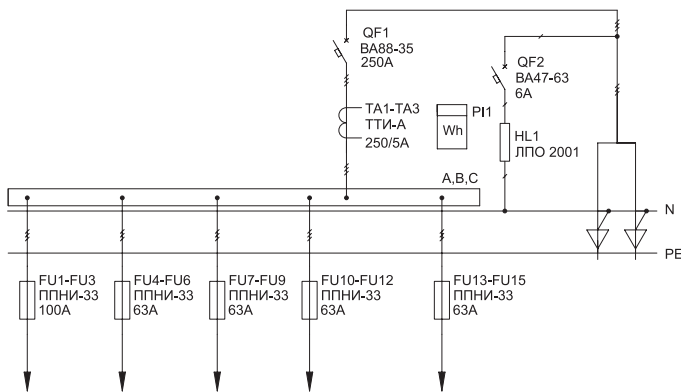 QF1
ВА88-35
250А
QF2
ВА47-63
6А
TA1-TA3
ТТИ-А
250/5А
PI1
Wh
HL1
ЛПО 2001
A,B,C
N
PE
FU1-FU3
ППНИ-33
100А
FU4-FU6
ППНИ-33
63А
FU7-FU9
ППНИ-33
63А
FU10-FU12
ППНИ-33
63А
FU13-FU15
ППНИ-33
63А